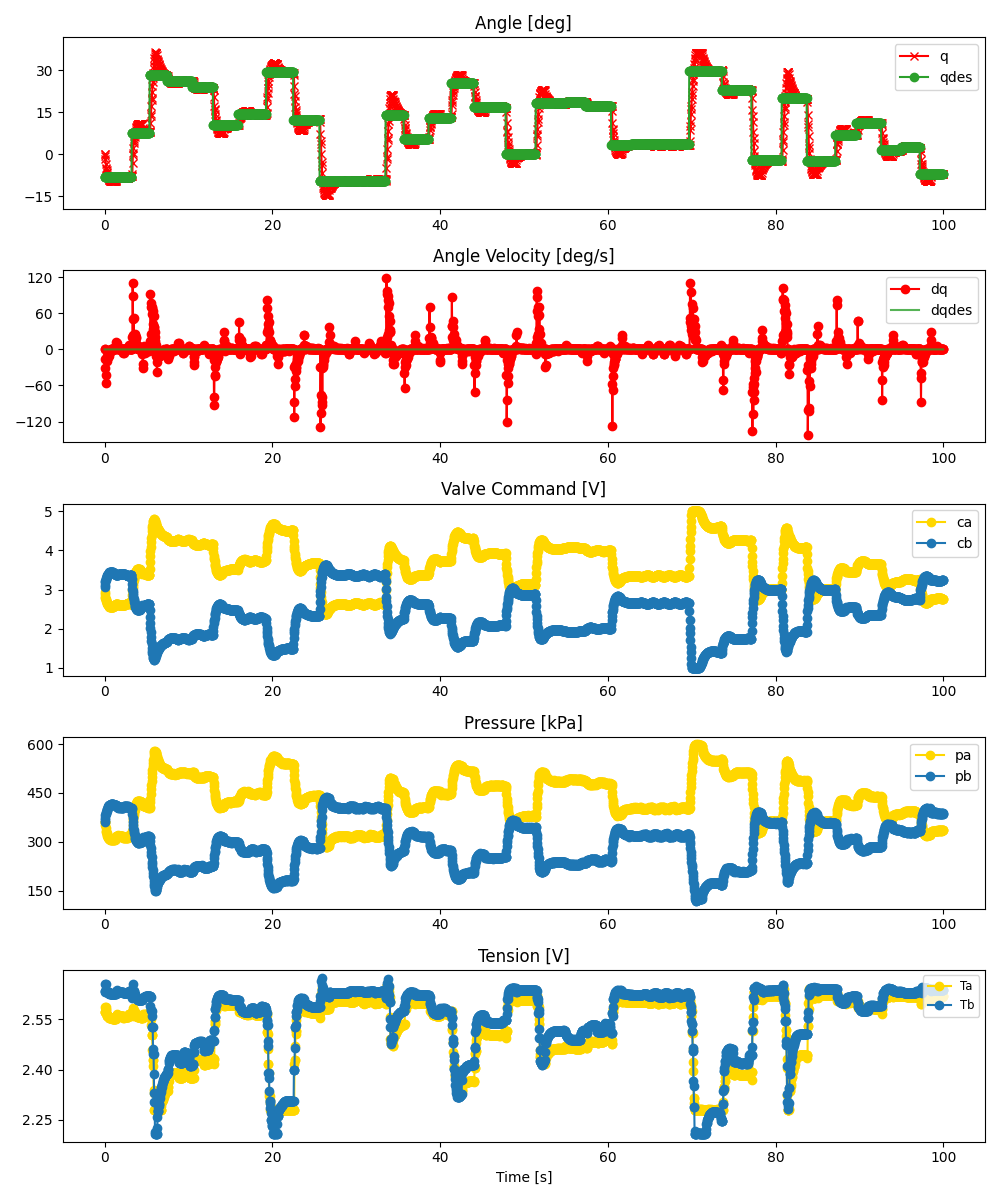 Angle [deg]
30
15
0
−15
q
qdes
0 20 40 60 80 100
Angle Velocity [deg/s]
120
60
0
−60
−120
dq
dqdes
0 20 40 60 80 100
Valve Command [V]
5
4
3
2
1
ca
cb
0 20 40 60 80 100
Pressure [kPa]
600
450
300
150
pa
pb
0 20 40 60 80 100
Tension [V]
2.55
2.40
2.25
Ta
Tb
0 20 40 60 80 100
Time [s]